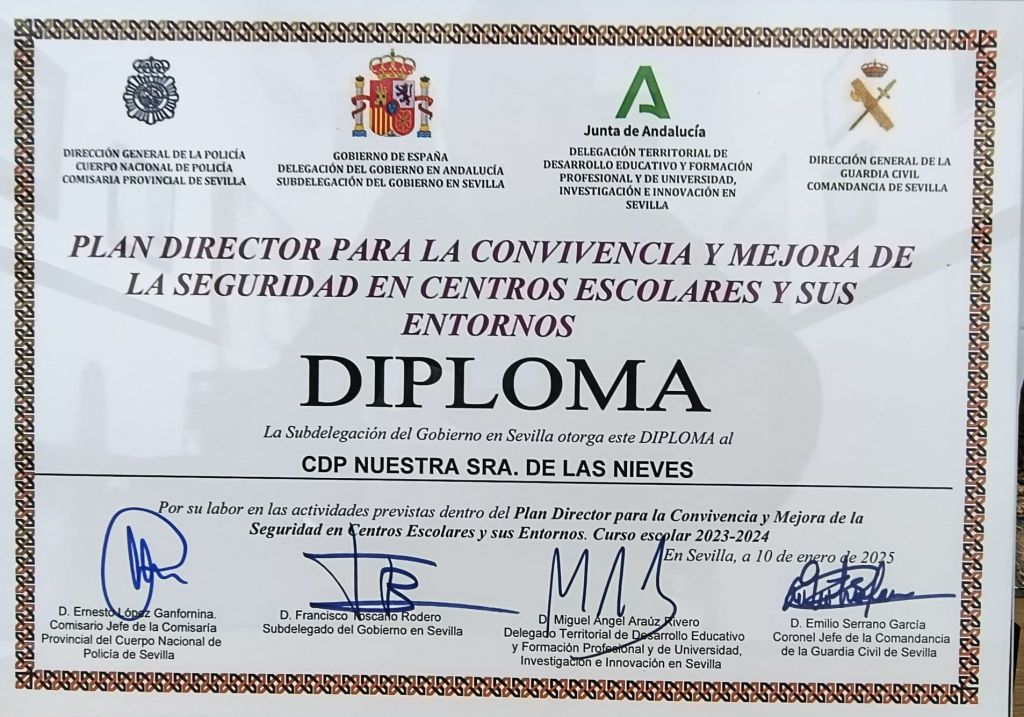 DIRECCIÓN GENERAL DE LA POLICÍA
CUERPO NACIONAL DE POLICÍA
COMISARIA PROVINCIAL DE SEVILLA
GOBIERNO DE ESPAÑA
DELEGACIÓN DEL GOBIERNO EN ANDALUCÍA
SUBDELEGACIÓN DEL GOBIERNO EN SEVILLA
Junta de Andalucía
DELEGACIÓN TERRITORIAL DE
DESARROLLO EDUCATIVO Y FORMACIÓN
PROFESIONAL Y DE UNIVERSIDAD,
INVESTIGACIÓN E INNOVACIÓN EN
SEVILLA
DIRECCIÓN GENERAL DE LA
GUARDIA CIVIL
COMANDANCIA DE SEVILLA
PLAN DIRECTOR PARA LA CONVIVENCIA Y MEJORA DE
LA SEGURIDAD EN CENTROS ESCOLARES Y SUS
ENTORNOS
DIPLOMA
La Subdelegación del Gobierno en Sevilla otorga este DIPLOMA al
CDP NUESTRA SRA. DE LAS NIEVES
Por su labor en las actividades previstas dentro del Plan Director para la Convivencia y Mejora de la
Seguridad en Centros Escolares y sus Entornos. Curso escolar 2023-2024
En Sevilla, a 10 de enero de 2025
D. Ernesto López Ganfornina.
Comisario Jefe de la Comisaría
Provincial del Cuerpo Nacional de
Policía de Sevilla
D. Francisco Toscano Rodero
Subdelegado del Gobierno en Sevilla
D. Miguel Ángel Araúz Rivero
Delegado Territorial de Desarrollo Educativo
y Formación Profesional y de Universidad,
Investigación e Innovación en Sevilla
D. Emilio Serrano García
Coronel Jefe de la Comandancia
de la Guardia Civil de Sevilla